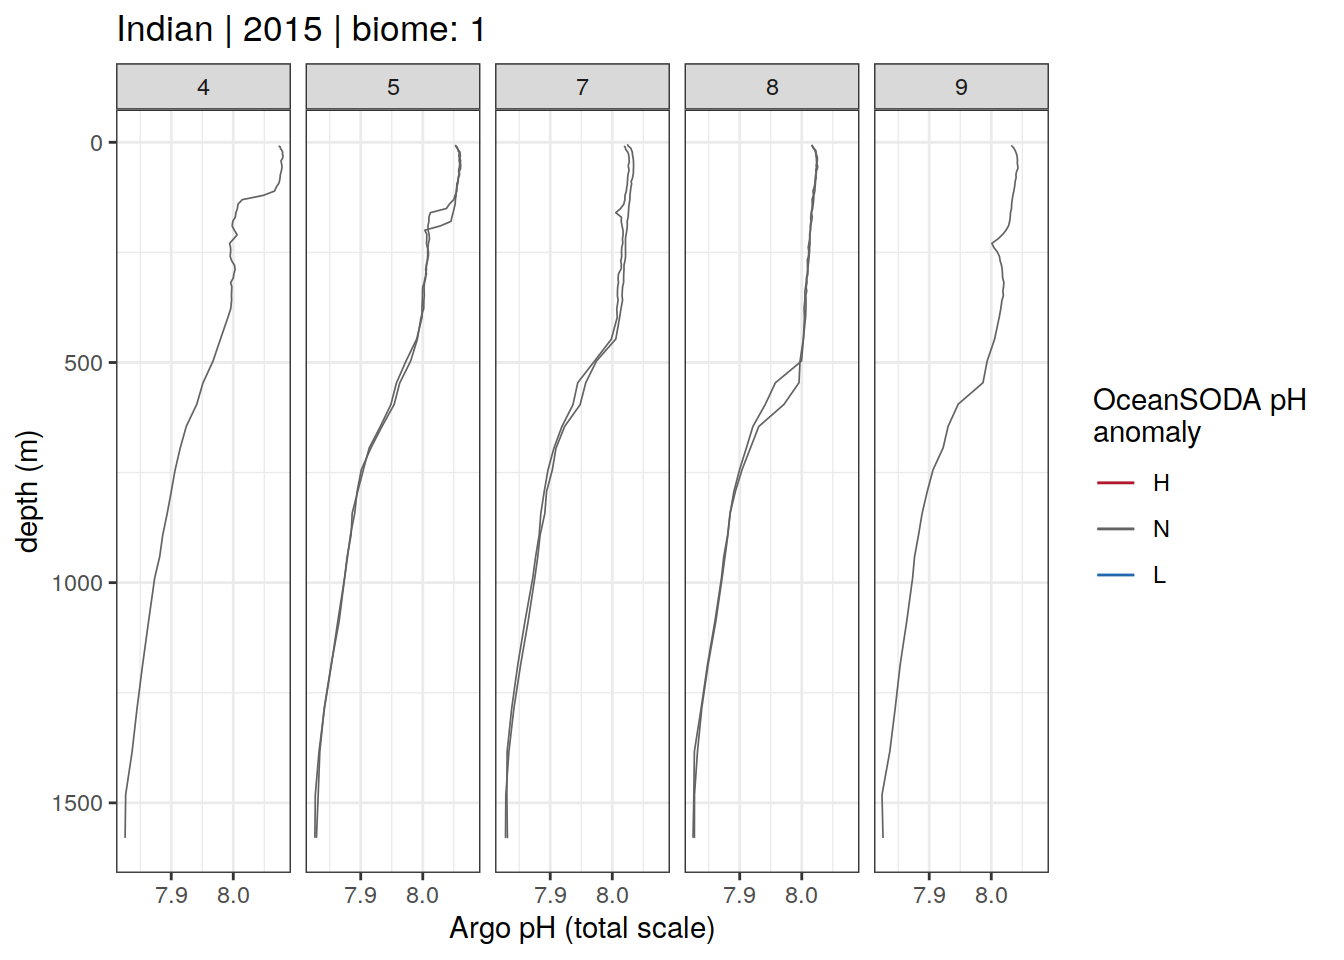 Indian | 2015 | biome: 1
4 5 7 8 9
0
500
1000
1500
depth (m)
7.9 8.0 7.9 8.0 7.9 8.0 7.9 8.0 7.9 8.0
Argo pH (total scale)
OceanSODA pH
anomaly
H
N
L